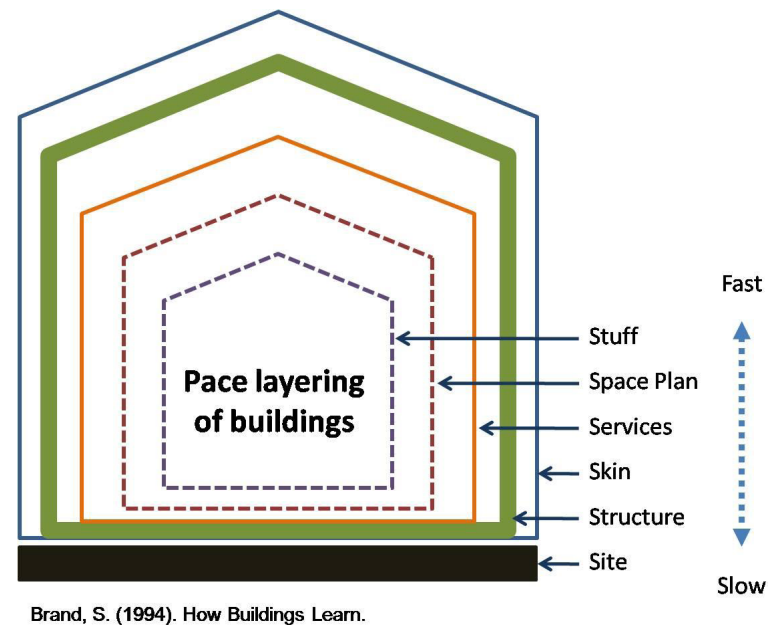 Fast
Stuff
Space Plan
Services
Skin
Structure
Site
Slow
Pace layering
of buildings
Brand, S. (1994). How Buildings Learn.